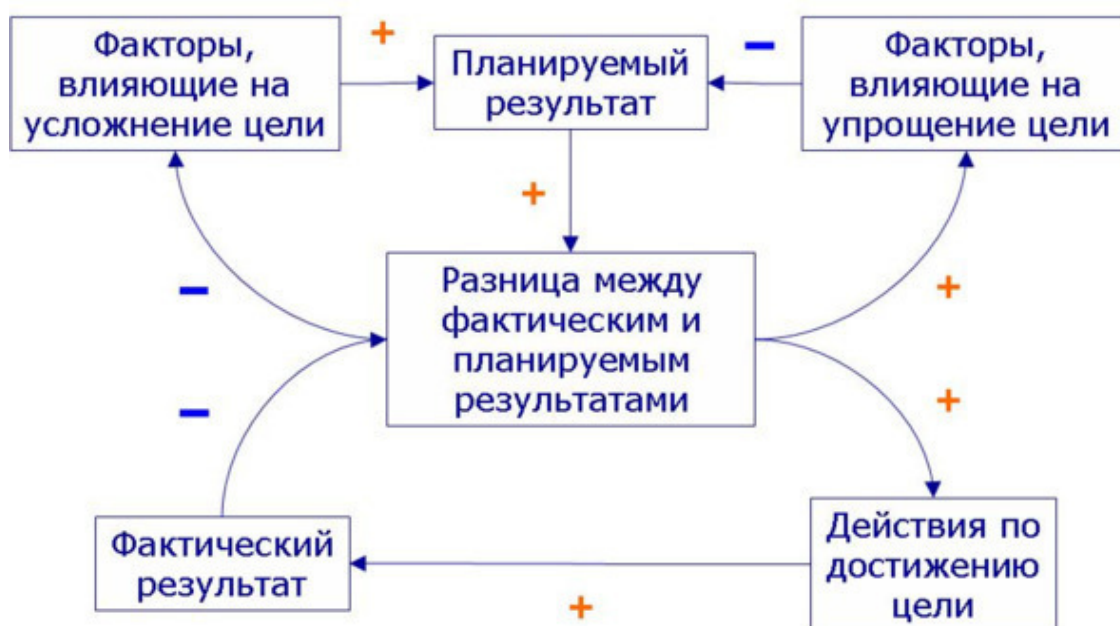 Факторы,
влияющие на
усложнение цели
+
Планируемый
результат
−
Факторы,
влияющие на
упрощение цели
+
−
Разница между
фактическим и
планируемым
результатами
+
−
+
Фактический
результат
+
Действия по
достижению
цели